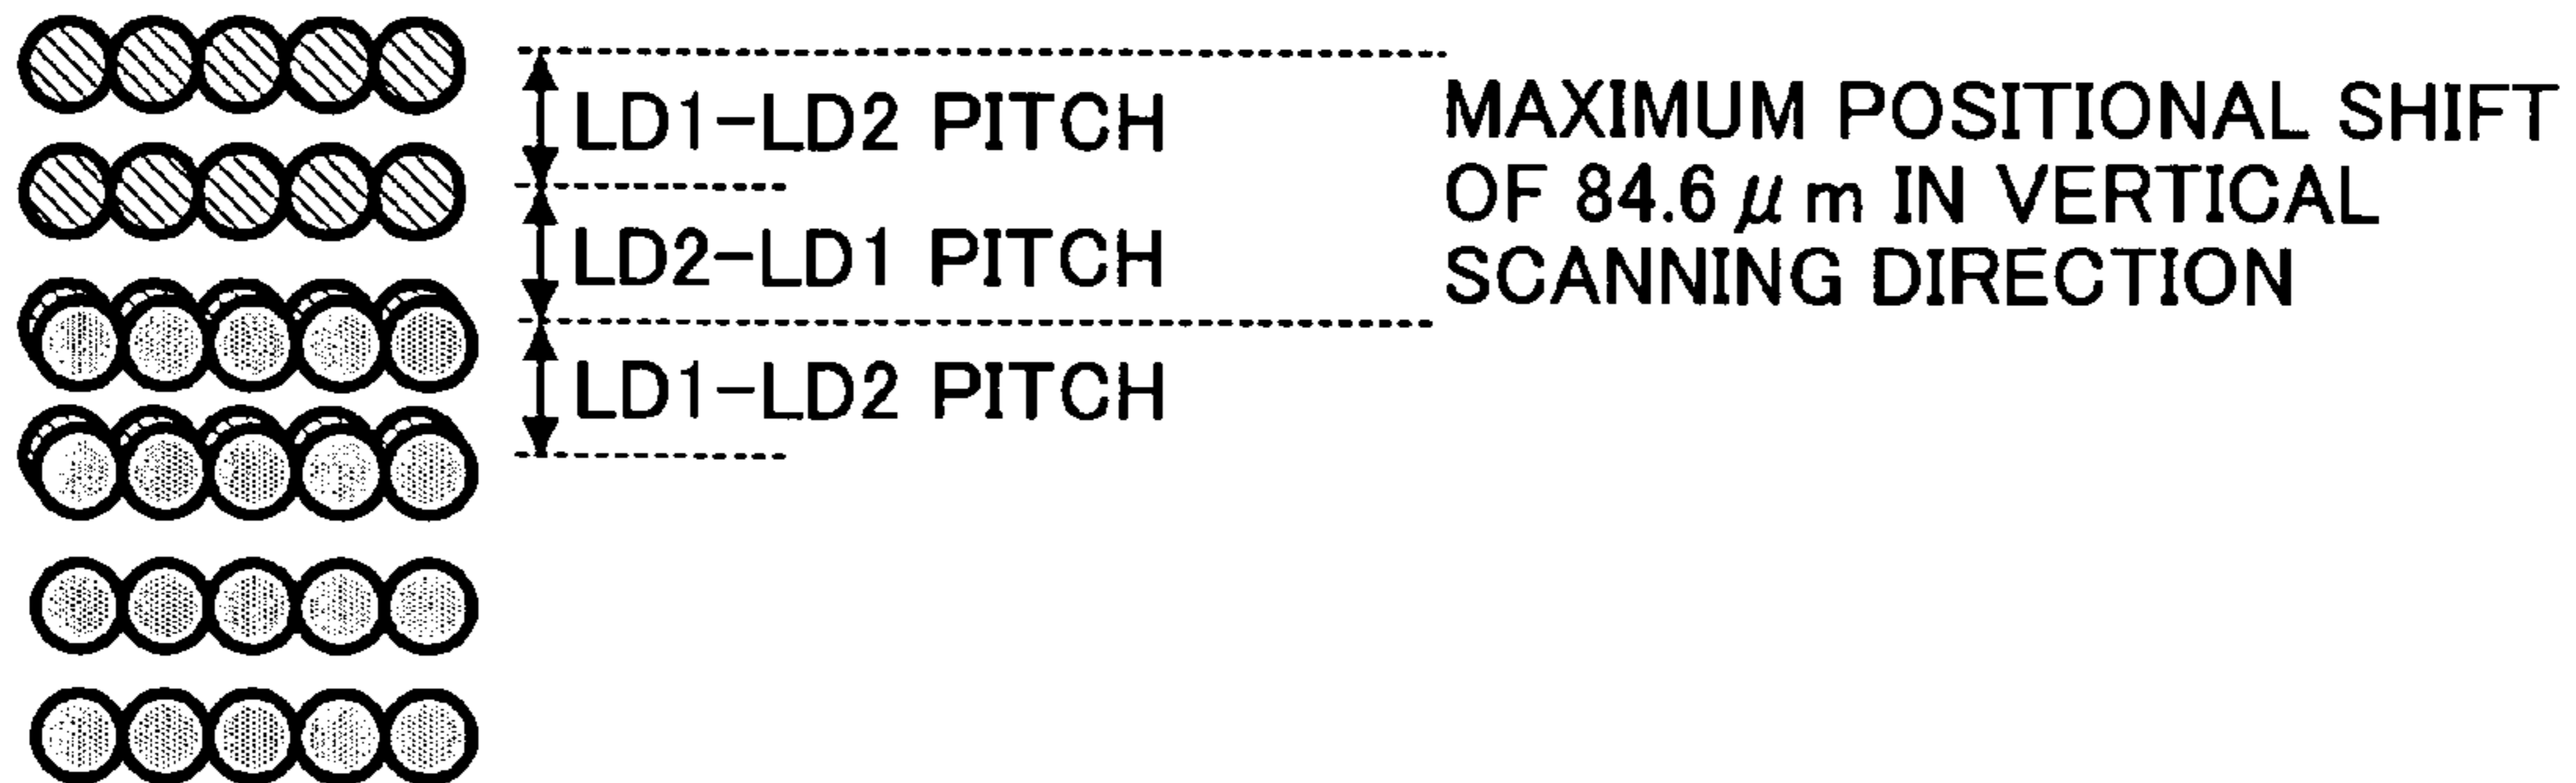 LD1-LD2 PITCH
LD2-LD1 PITCH
LD1-LD2 PITCH
MAXIMUM POSITIONAL SHIFT
OF 84.6 μm IN VERTICAL
SCANNING DIRECTION